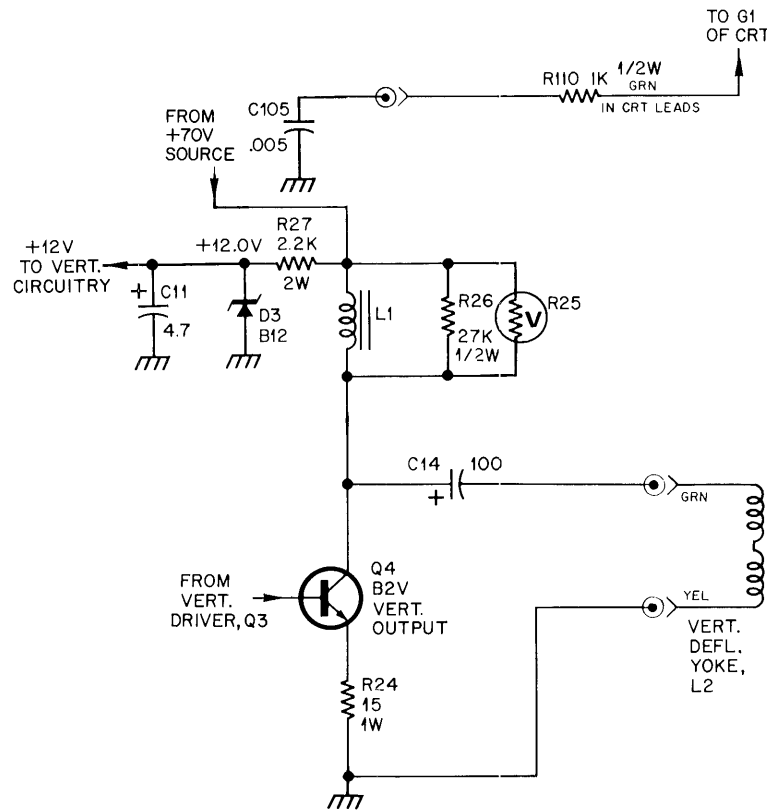 TO G1
OF CRT
R110 1K
1/2W
GRN
IN CRT LEADS
C105
.005
FROM
+70V
SOURCE
+12V
TO VERT.
CIRCUITRY
+12.0V
R27
2.2K
2W
+
C11
4.7
D3
B12
L1
R26
27K
1/2W
R25
V
C14
100
+
GRN
Q4
B2V
VERT.
OUTPUT
FROM
VERT.
DRIVER, Q3
YEL
VERT.
DEFL.
YOKE,
L2
R24
15
1W